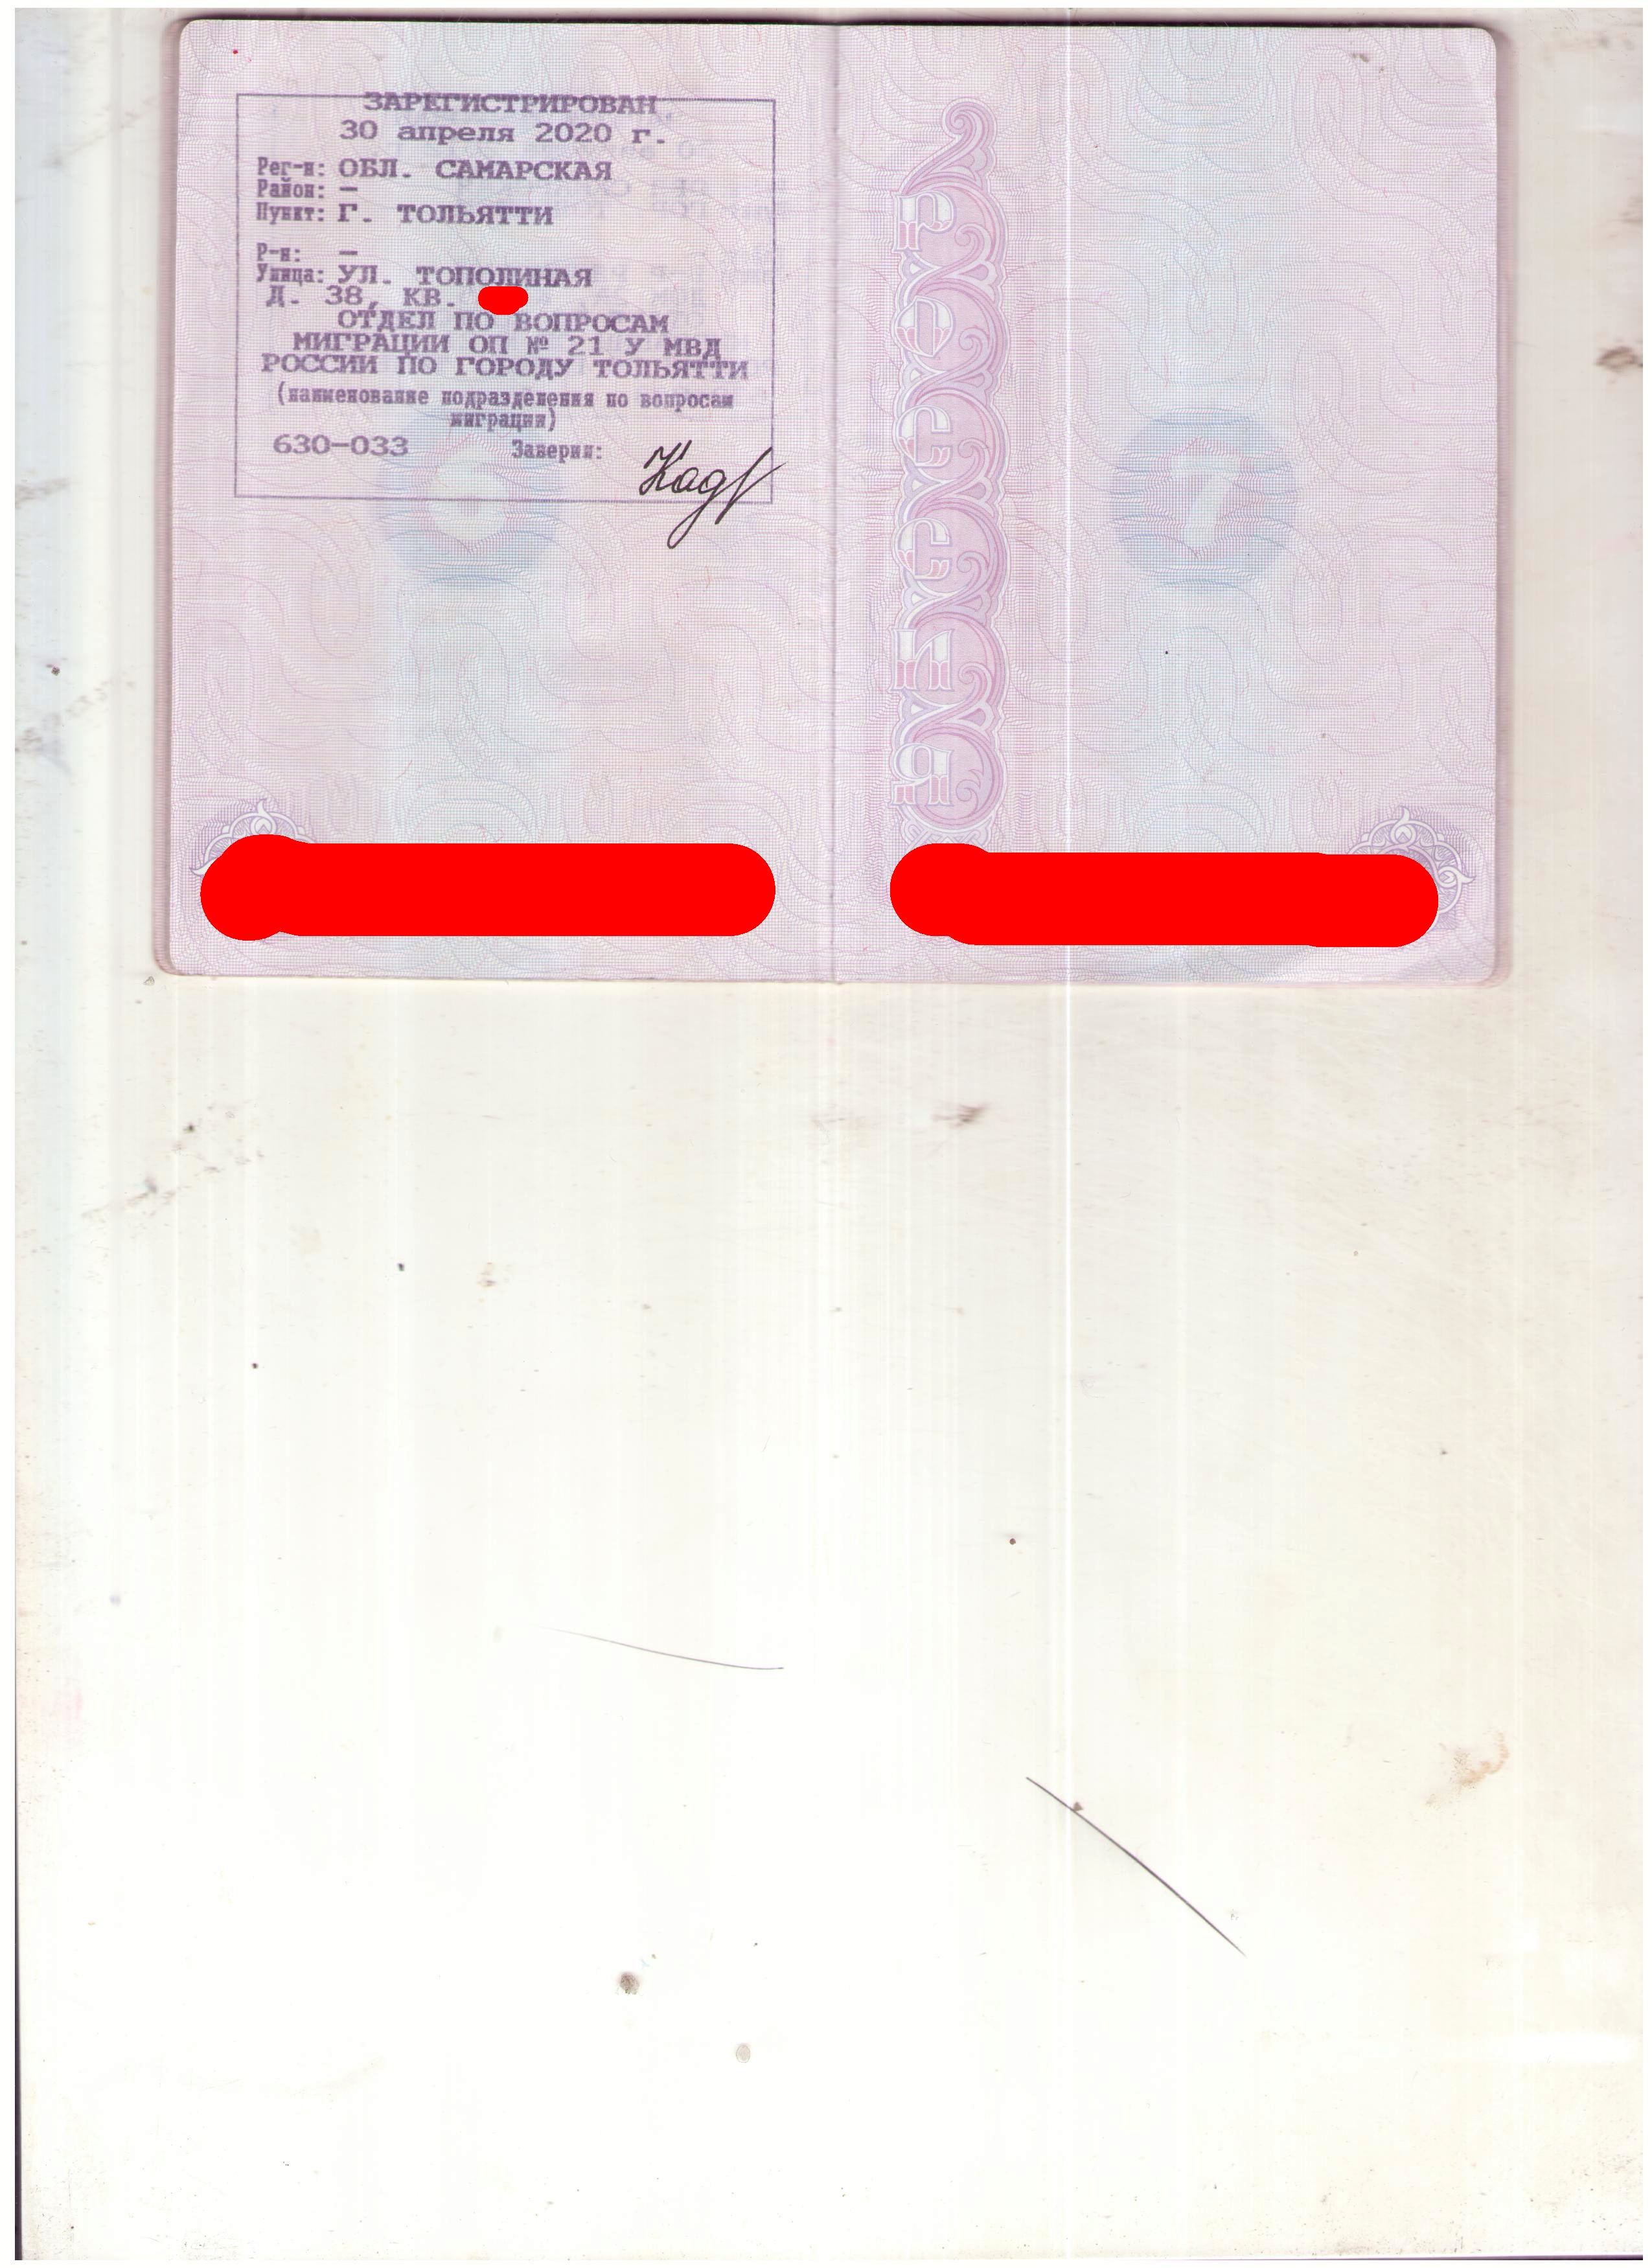 ЗАРЕГИСТРИРОВАН
30 апреля 2020 г.
Рег-н: ОБЛ. САМАРСКАЯ
Район: —
Пункт: Г. ТОЛЬЯТТИ
Р-н: —
Улица: УЛ. ТОПОЛИНАЯ
Д. 38, КВ.
ОТДЕЛ ПО ВОПРОСАМ
МИГРАЦИИ ОП № 21 У МВД
РОССИИ ПО ГОРОДУ ТОЛЬЯТТИ
(наименование подразделения по вопросам
миграции)
630—033 Заверил:
6
РОССИЯ
7